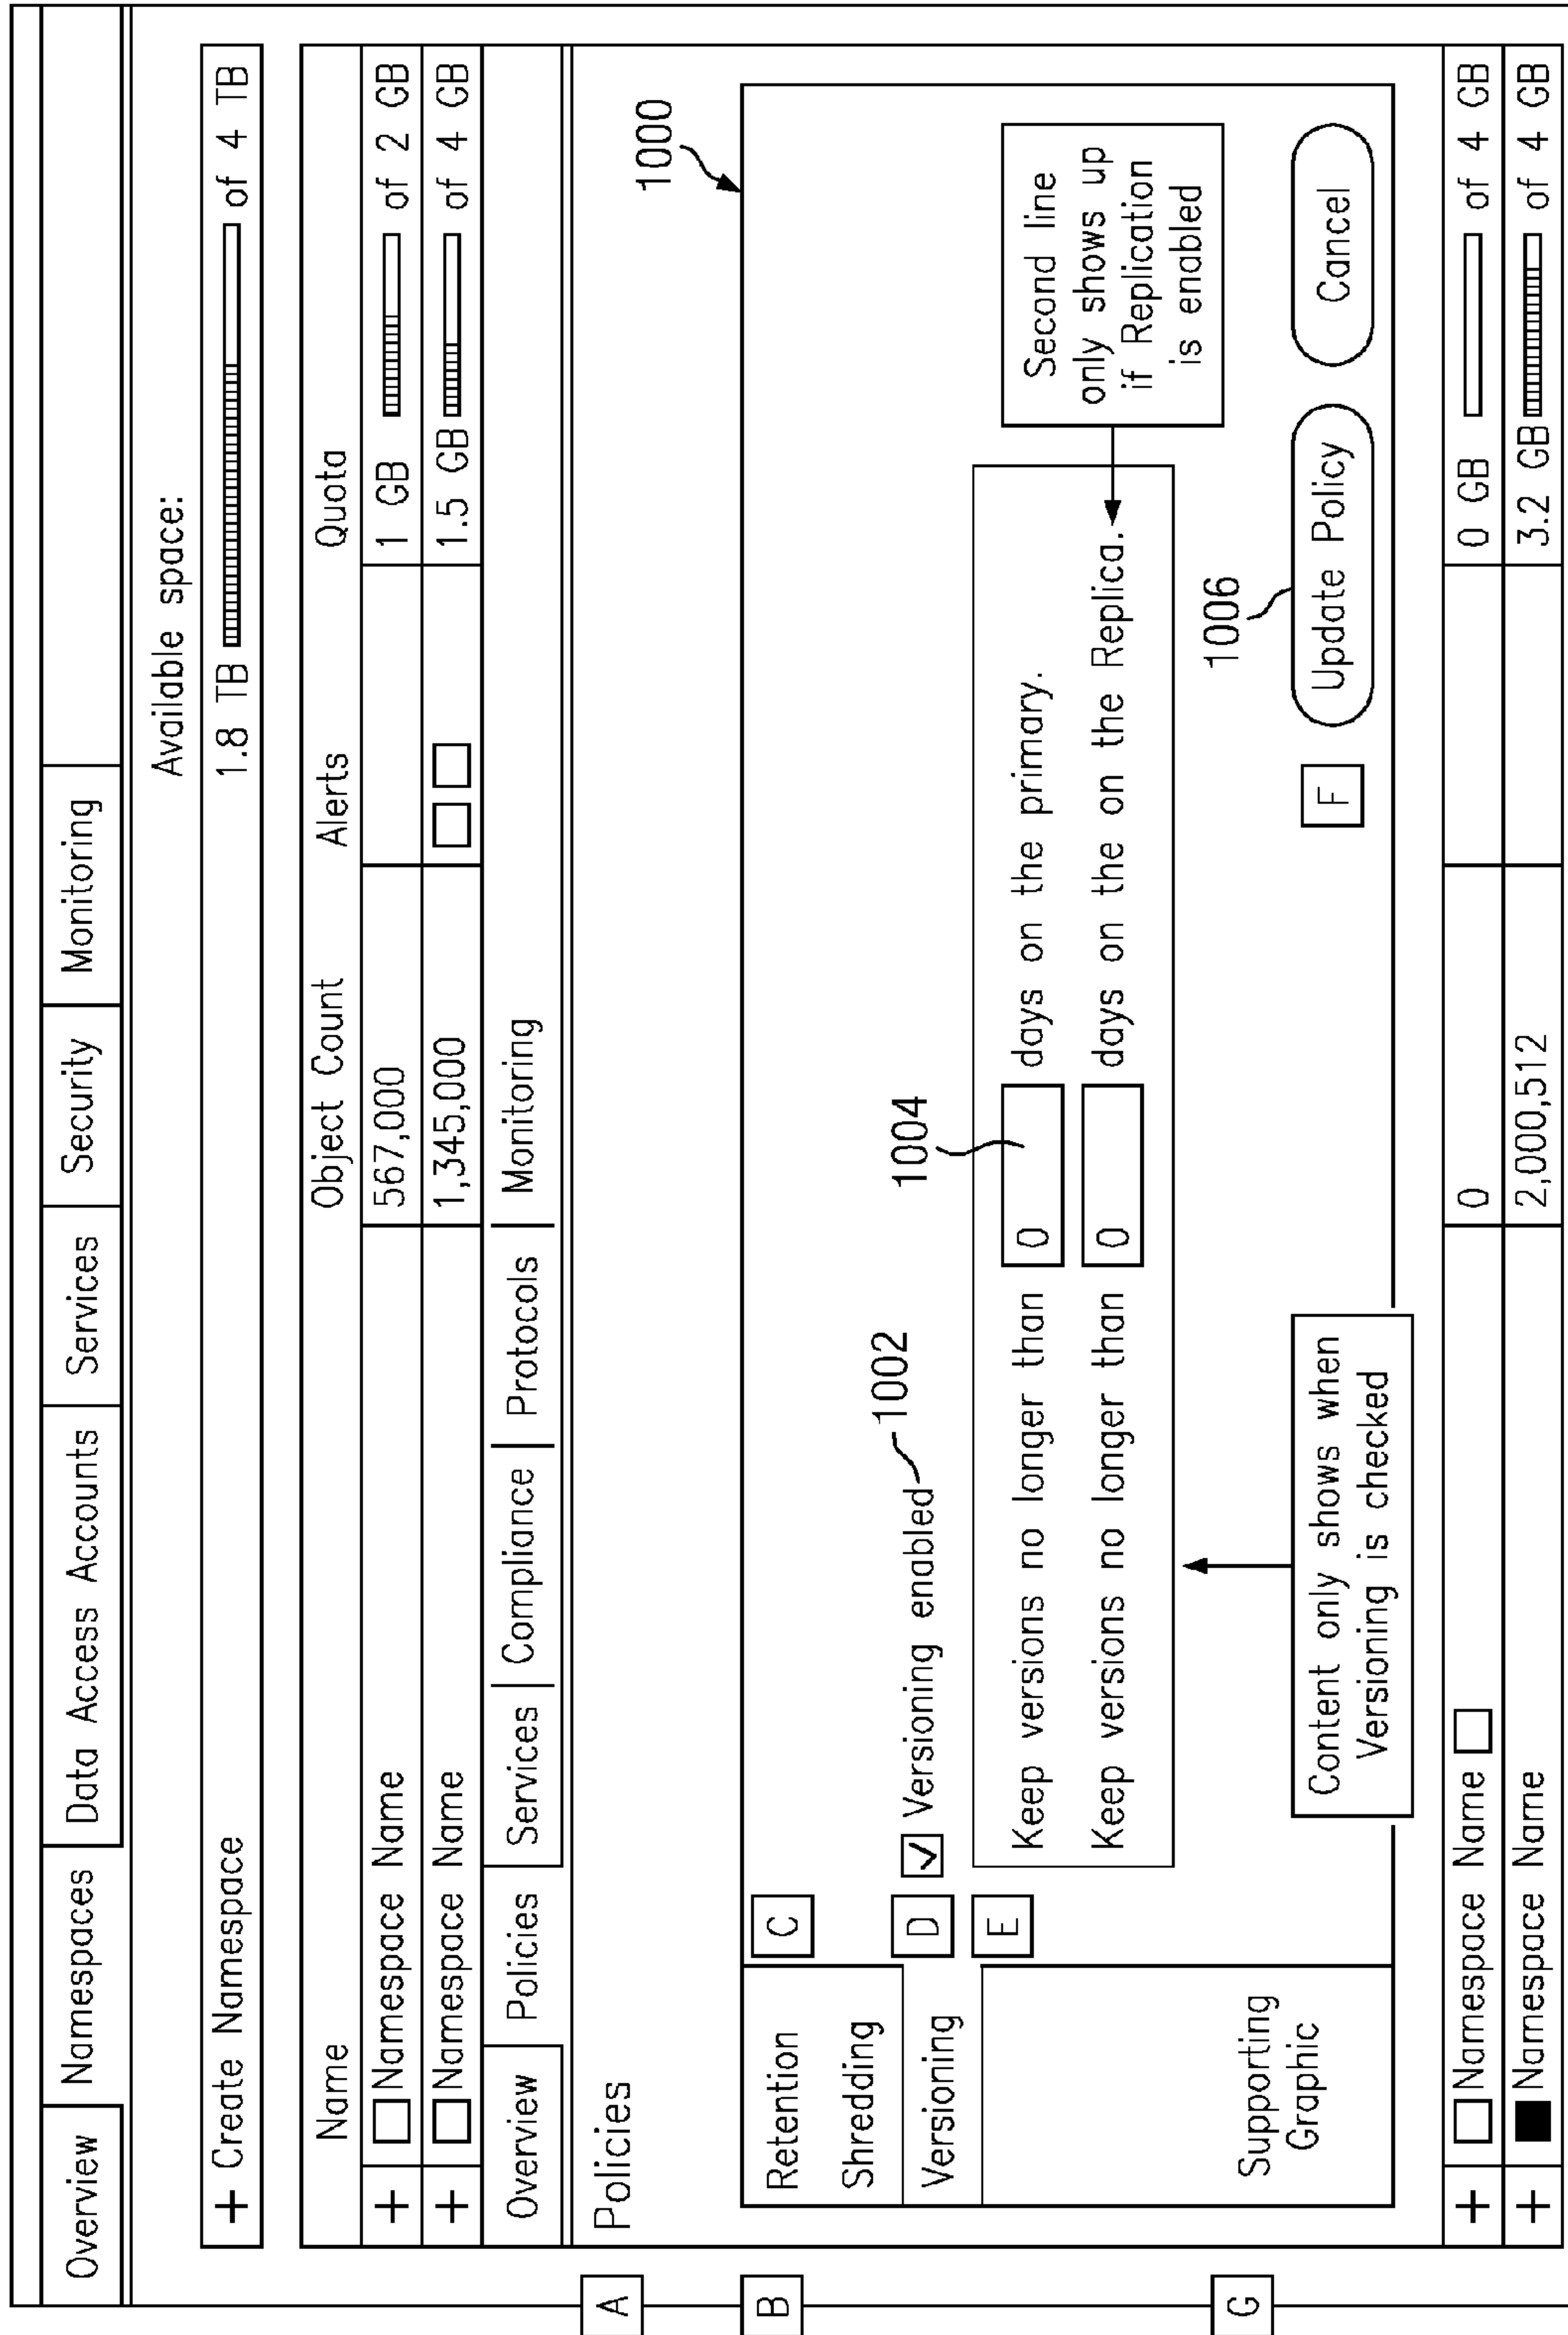 Overview Namespaces Data Access Accounts Services Security Monitoring
Available space:
+ Create Namespace 1.8 TB of 4 TB
Name Object Count Alerts Quota
+ Namespace Name 567,000 1 GB of 2 GB
+ Namespace Name 1,345,000 1.5 GB of 4 GB
Overview Policies Services Compliance Protocols Monitoring
A
Policies
1000
B
Retention
Shredding
Versioning
Supporting
Graphic
C
D
Versioning enabled
1002
1004
E
Keep versions no longer than 0 days on the primary.
Keep versions no longer than 0 days on the on the Replica.
Second line
only shows up
if Replication
is enabled
1006
G
Content only shows when
Versioning is checked
F
Update Policy
Cancel
+ Namespace Name 0 0 GB of 4 GB
+ Namespace Name 2,000,512 3.2 GB of 4 GB